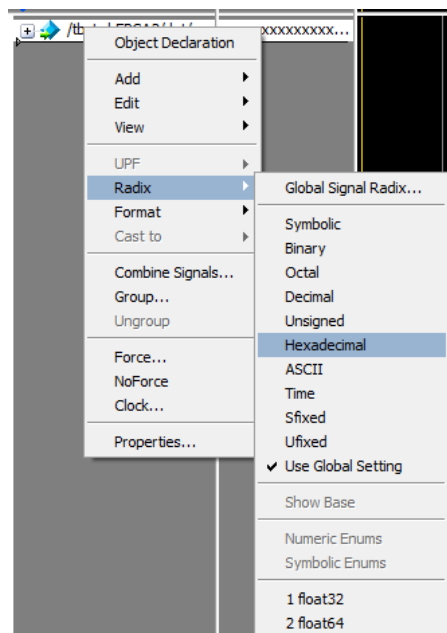 xxxxxxxxx...
Object Declaration
Add
Edit
View
UPF
Radix
Format
Cast to
Combine Signals...
Group...
Ungroup
Force...
NoForce
Clock...
Properties...
Global Signal Radix...
Symbolic
Binary
Octal
Decimal
Unsigned
Hexadecimal
ASCII
Time
Sfixed
Ufixed
Use Global Setting
Show Base
Numeric Enums
Symbolic Enums
1 float32
2 float64